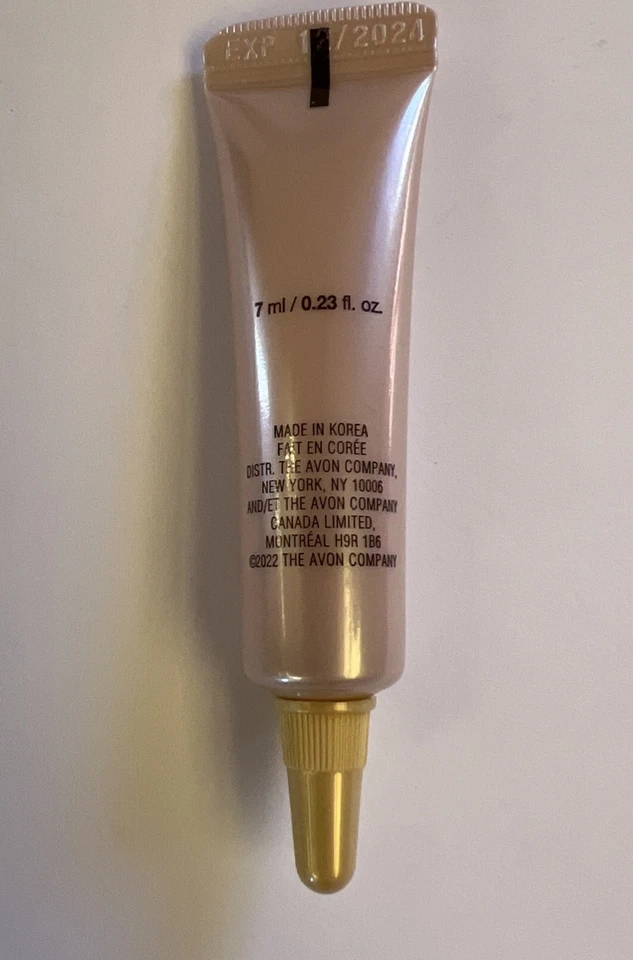 EXP /2024
7 ml / 0.23 fl. oz.
MADE IN KOREA
FAIT EN CORÉE
DISTR. THE AVON COMPANY,
NEW YORK, NY 10006
AND/ET THE AVON COMPANY
CANADA LIMITED,
MONTRÉAL H9R 1B6
©2022 THE AVON COMPANY